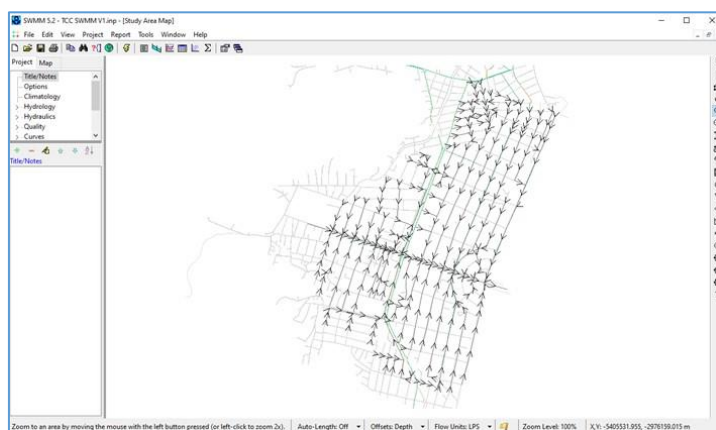 SWMM 5.2 - TCC SWMM V1.inp - [Study Area Map]
File Edit View Project Report Tools Window Help
Project Map
Title/Notes
Options
Climatology
Hydrology
Hydraulics
Quality
Curves
Title/Notes
Zoom to an area by moving the mouse with the left button pressed (or left-click to zoom 2x). Auto-Length: Off Offsets: Depth Flow Units: LPS Zoom Level: 100% X,Y: -5405531.955, -2976159.015 m